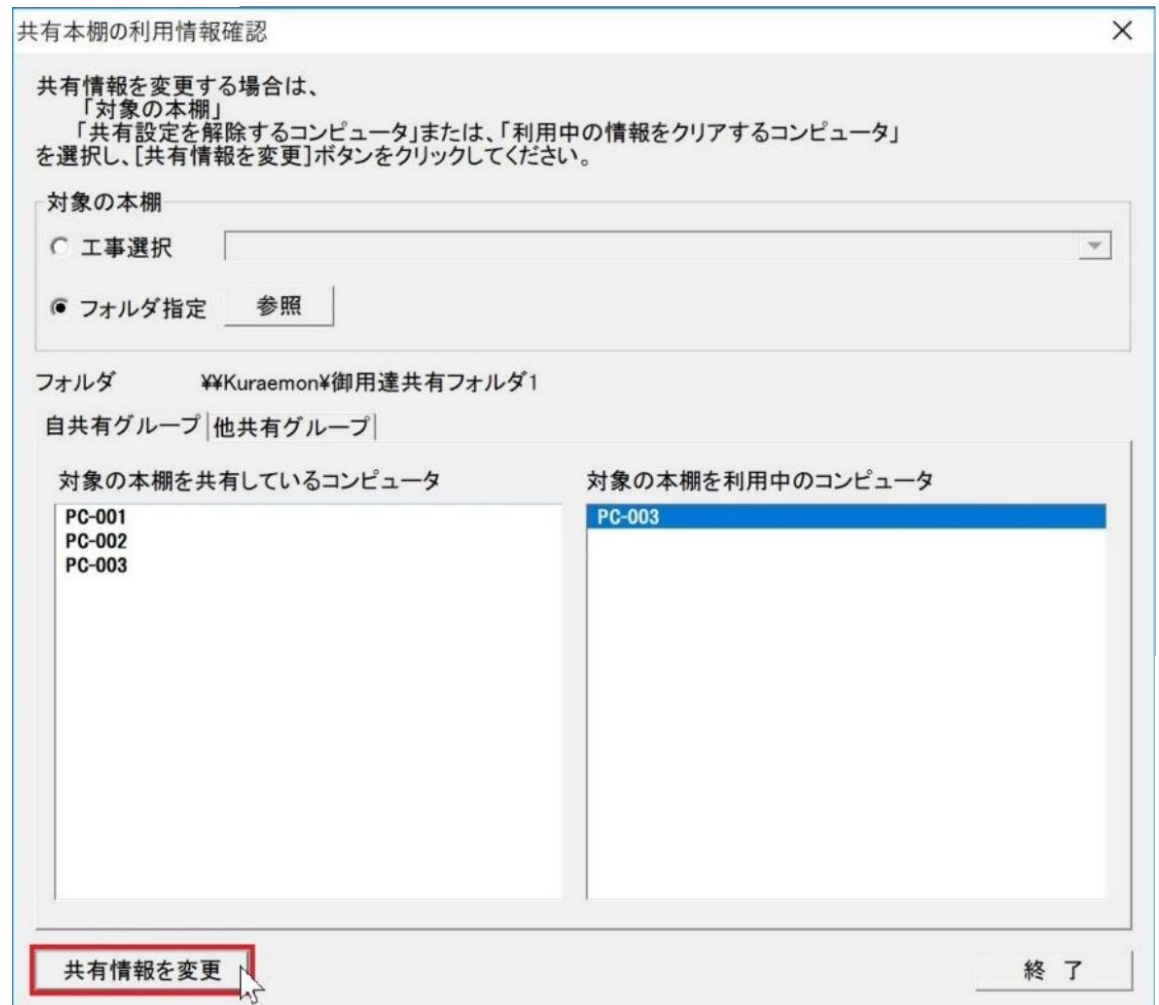 共有本棚の利用情報確認
共有情報を変更する場合は、
「対象の本棚」
「共有設定を解除するコンピュータ」または、「利用中の情報をクリアするコンピュータ」
を選択し、[共有情報を変更]ボタンをクリックしてください。
対象の本棚
工事選択
フォルダ指定 参照
フォルダ ¥¥Kuraemon¥御用達共有フォルダ1
自共有グループ 他共有グループ
対象の本棚を共有しているコンピュータ 対象の本棚を利用中のコンピュータ
PC-001 PC-003
PC-002
PC-003
共有情報を変更 終 了